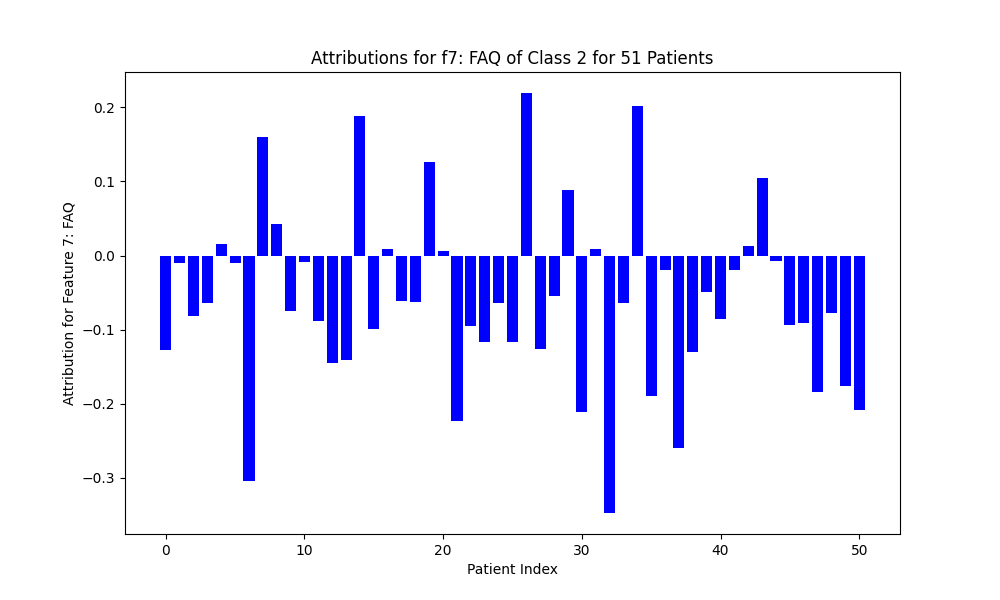 Attributions for f7: FAQ of Class 2 for 51 Patients
Attribution for Feature 7: FAQ
0.2
0.1
0.0
−0.1
−0.2
−0.3
0 10 20 30 40 50
Patient Index